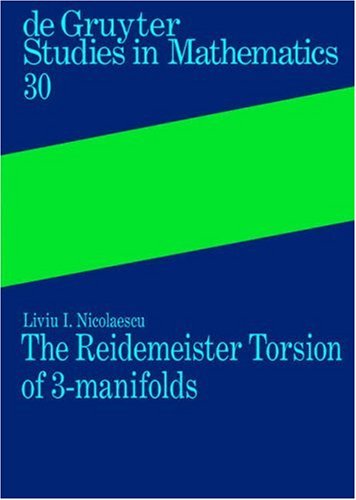 de Gruyter
Studies in Mathematics
30
Liviu I. Nicolaescu
The Reidemeister Torsion
of 3-manifolds